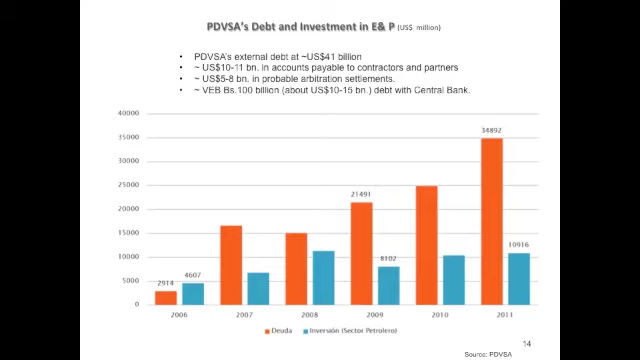 PDVSA's Debt and Investment in E& P (US$ million)
• PDVSA's external debt at ~US$41 billion
• ~ US$10-11 bn. in accounts payable to contractors and partners
• ~ US$5-8 bn. in probable arbitration settlements.
• ~ VEB Bs.100 billion (about US$10-15 bn.) debt with Central Bank.
40000
35000
30000
25000
20000
15000
10000
5000
0
2914
4607
21491
8102
34892
10916
2006 2007 2008 2009 2010 2011
Deuda Inversión (Sector Petrolero)
14
Source: PDVSA